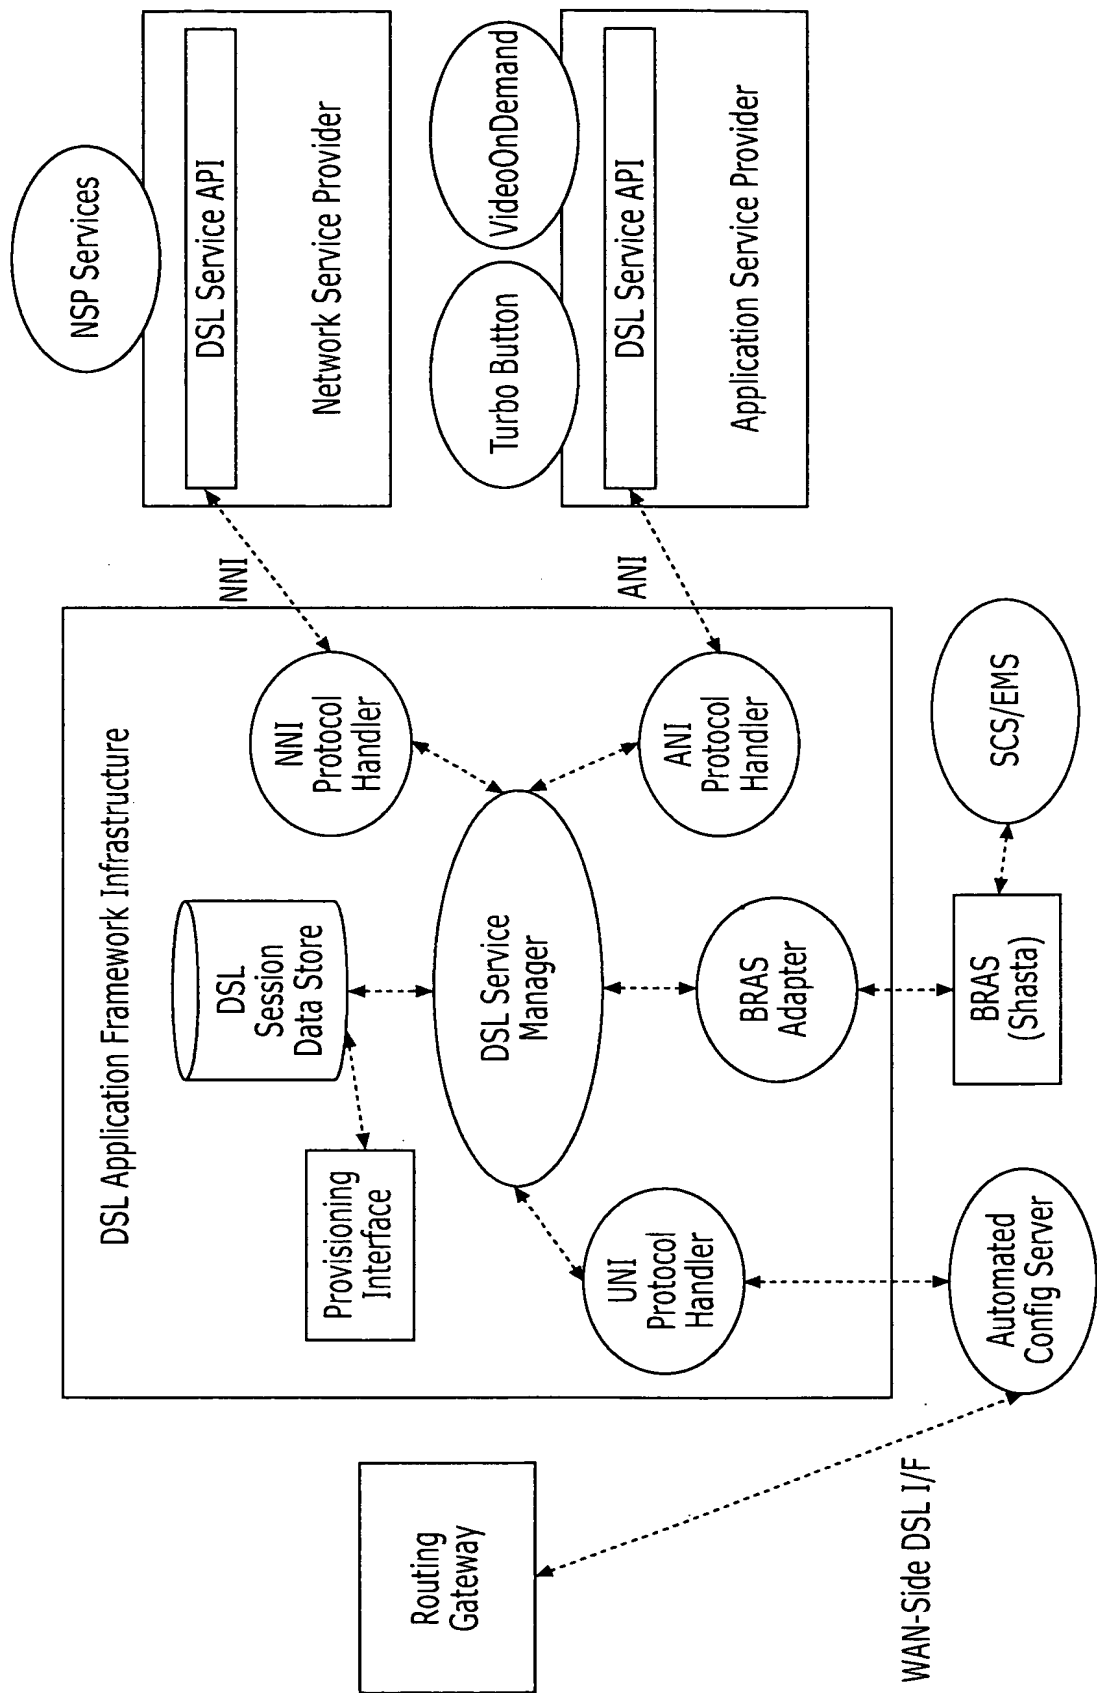 DSL Application Framework Infrastructure
Routing
Gateway
WAN-Side DSL I/F
Provisioning
Interface
DSL
Session
Data Store
DSL Service
Manager
UNI
Protocol
Handler
BRAS
Adapter
NNI
Protocol
Handler
ANI
Protocol
Handler
Automated
Config Server
BRAS
(Shasta)
SCS/EMS
NNI
ANI
NSP Services
DSL Service API
Network Service Provider
Turbo Button
VideoOnDemand
DSL Service API
Application Service Provider